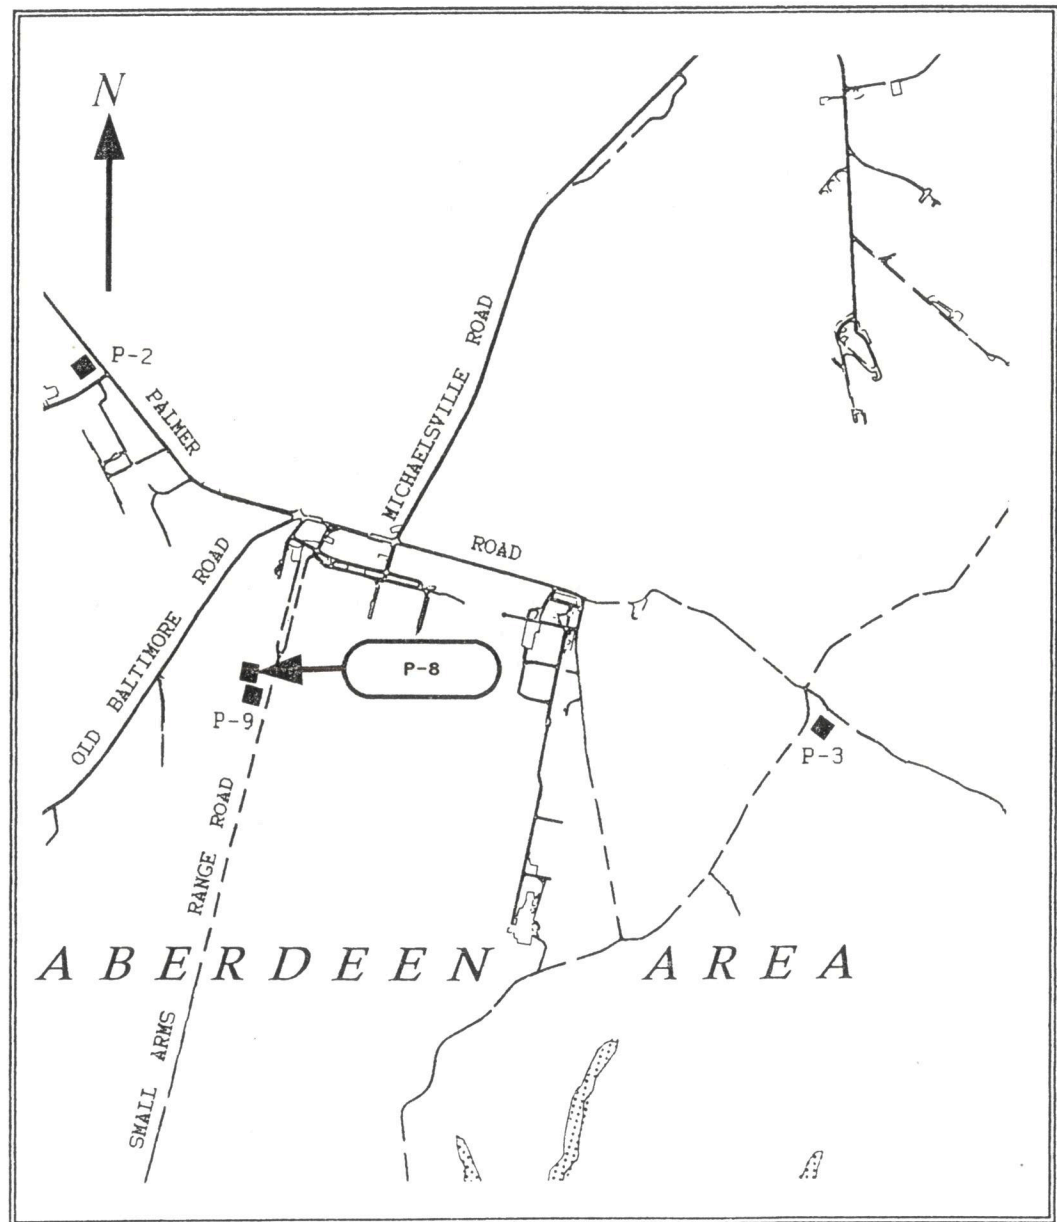 N
P-2
PALMER
MICHAELSVILLE ROAD
ROAD
OLD BALTIMORE ROAD
P-8
P-9
P-3
SMALL ARMS RANGE ROAD
ABERDEEN AREA